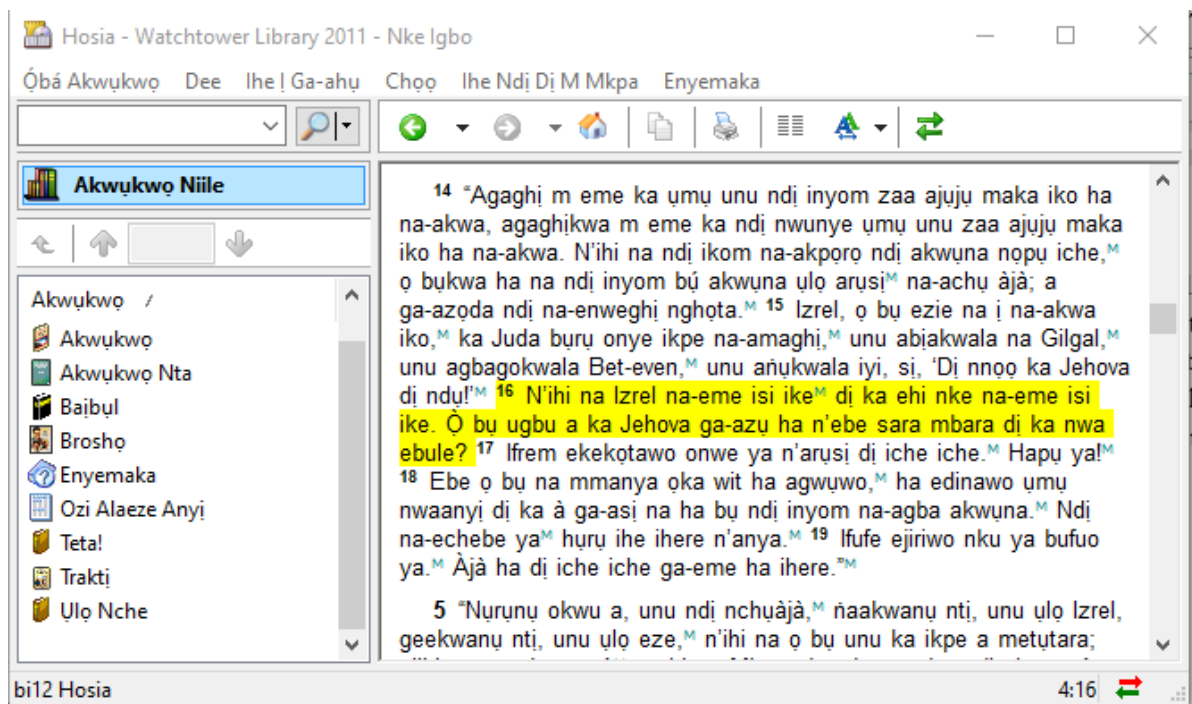 Hosia - Watchtower Library 2011 - Nke Igbo
Ọ́bá Akwụkwọ Dee Ihe Ị Ga-ahụ Chọọ Ihe Ndị Dị M Mkpa Enyemaka
Akwụkwọ Niile
Akwụkwọ /
Akwụkwọ
Akwụkwọ Nta
Baịbụl
Broshọ
Enyemaka
Ozi Alaeze Anyị
Teta!
Traktị
Ụlọ Nche
14 “Agaghị m eme ka ụmụ unu ndị inyom zaa ajụjụ maka iko ha
na-akwa, agaghịkwa m eme ka ndị nwunye ụmụ unu zaa ajụjụ maka
iko ha na-akwa. N’ihi na ndị ikom na-akpọrọ ndị akwụna nọpụ iche,M
ọ bụkwa ha na ndị inyom bụ́ akwụna ụlọ arụsịM na-achụ àjà; a
ga-azọda ndị na-enweghị nghọta.M 15 Izrel, ọ bụ ezie na ị na-akwa
iko,M ka Juda bụrụ onye ikpe na-amaghị,M unu abịakwala na Gilgal,M
unu agbagokwala Bet-even,M unu aṅụkwala iyi, sị, ‘Dị nnọọ ka Jehova
dị ndụ!’M 16 N'ihi na Izrel na-eme isi ikeM dị ka ehi nke na-eme isi
ike. Ọ̀ bụ ugbu a ka Jehova ga-azụ ha n’ebe sara mbara dị ka nwa
ebule? 17 Ifrem ekekọtawo onwe ya n’arụsị dị iche iche.M Hapụ ya!M
18 Ebe ọ bụ na mmanya ọka wit ha agwụwo,M ha edinawo ụmụ
nwaanyị dị ka à ga-asị na ha bụ ndị inyom na-agba akwụna.M Ndị
na-echebe yaM hụrụ ihe ihere n’anya.M 19 Ifufe ejiriwo nku ya bufuo
ya.M Àjà ha dị iche iche ga-eme ha ihere.”M
5 “Nụrụnụ okwu a, unu ndị nchụàjà,M ṅaakwanụ ntị, unu ụlọ Izrel,
geekwanụ ntị, unu ụlọ eze,M n’ihi na ọ bụ unu ka ikpe a metụtara;
bi12 Hosia
4:16